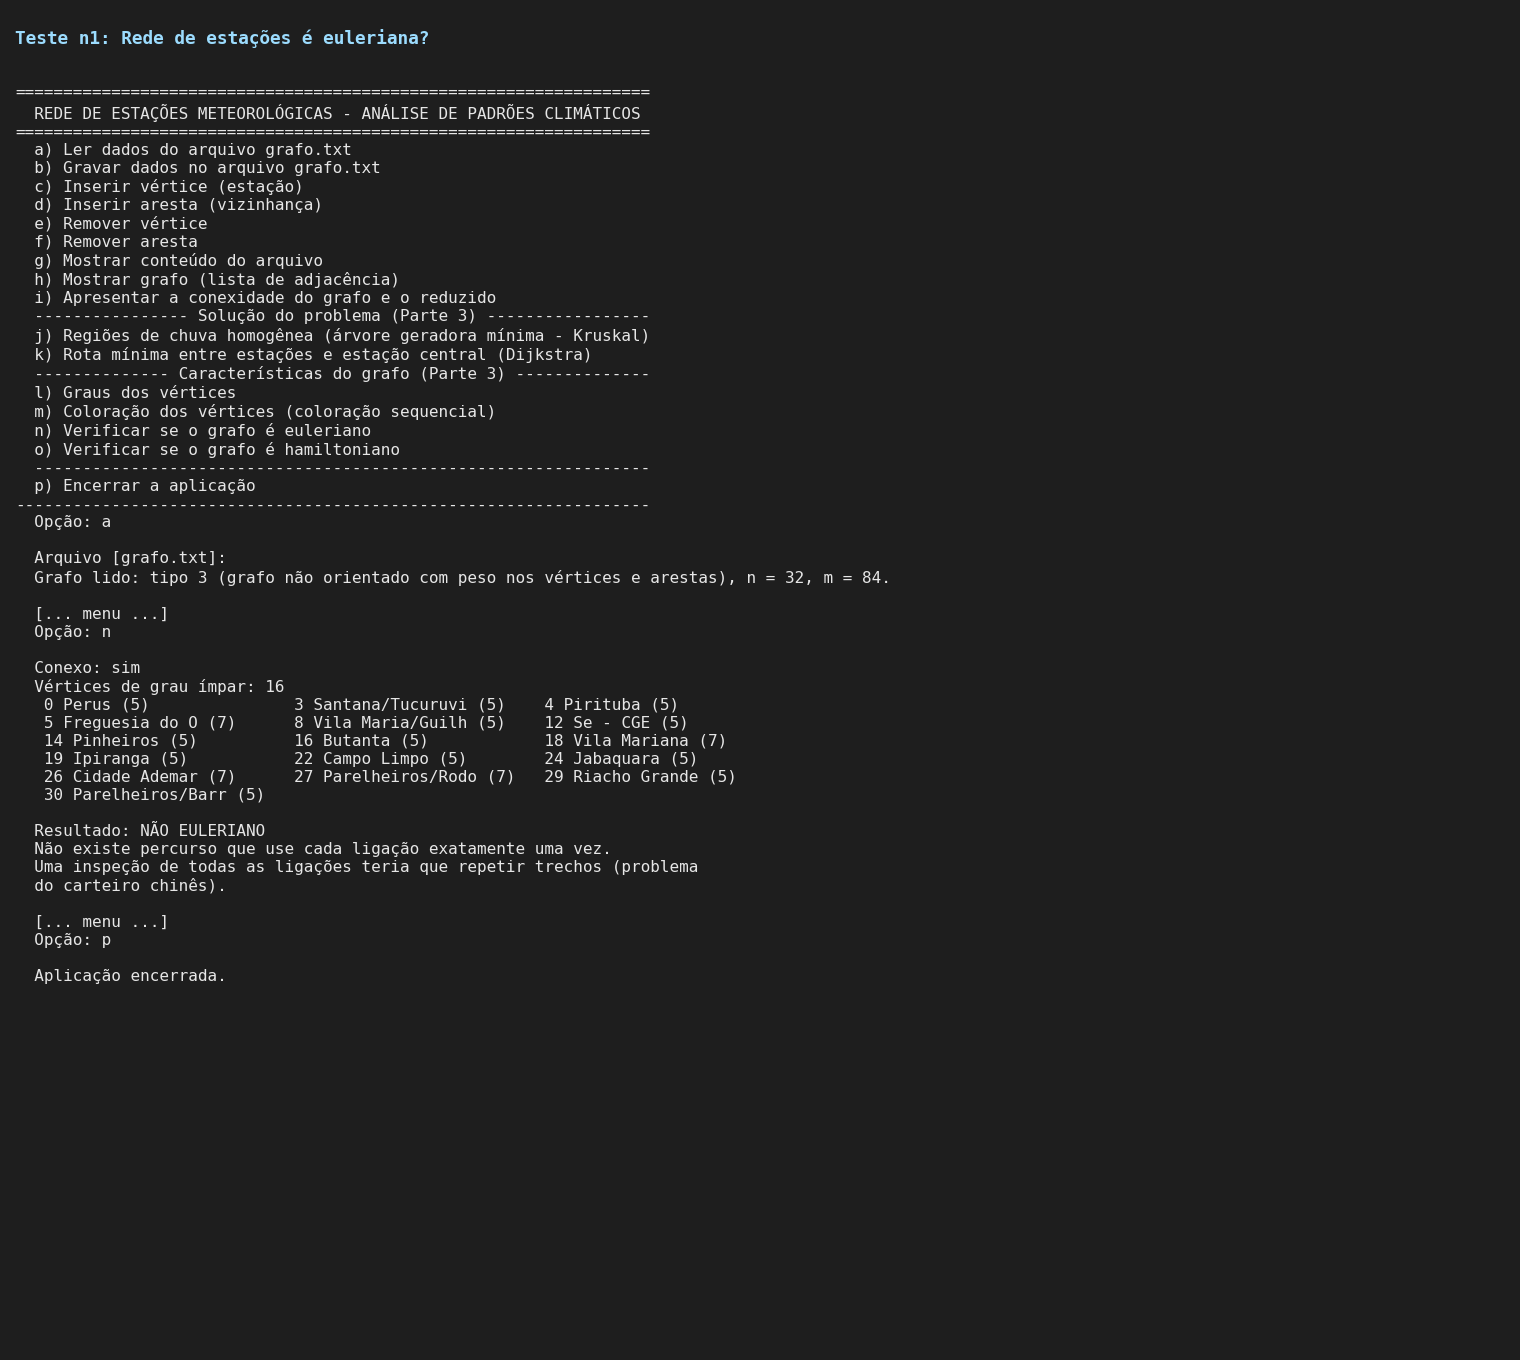 Teste n1: Rede de estações é euleriana?
==================================================================
  REDE DE ESTAÇÕES METEOROLÓGICAS - ANÁLISE DE PADRÕES CLIMÁTICOS
==================================================================
  a) Ler dados do arquivo grafo.txt
  b) Gravar dados no arquivo grafo.txt
  c) Inserir vértice (estação)
  d) Inserir aresta (vizinhança)
  e) Remover vértice
  f) Remover aresta
  g) Mostrar conteúdo do arquivo
  h) Mostrar grafo (lista de adjacência)
  i) Apresentar a conexidade do grafo e o reduzido
  ---------------- Solução do problema (Parte 3) -----------------
  j) Regiões de chuva homogênea (árvore geradora mínima - Kruskal)
  k) Rota mínima entre estações e estação central (Dijkstra)
  -------------- Características do grafo (Parte 3) --------------
  l) Graus dos vértices
  m) Coloração dos vértices (coloração sequencial)
  n) Verificar se o grafo é euleriano
  o) Verificar se o grafo é hamiltoniano
  ----------------------------------------------------------------
  p) Encerrar a aplicação
------------------------------------------------------------------
  Opção: a
  Arquivo [grafo.txt]:
  Grafo lido: tipo 3 (grafo não orientado com peso nos vértices e arestas), n = 32, m = 84.
  [... menu ...]
  Opção: n
  Conexo: sim
  Vértices de grau ímpar: 16
   0 Perus (5)               3 Santana/Tucuruvi (5)    4 Pirituba (5)
   5 Freguesia do O (7)      8 Vila Maria/Guilh (5)    12 Se - CGE (5)
   14 Pinheiros (5)          16 Butanta (5)            18 Vila Mariana (7)
   19 Ipiranga (5)           22 Campo Limpo (5)        24 Jabaquara (5)
   26 Cidade Ademar (7)      27 Parelheiros/Rodo (7)   29 Riacho Grande (5)
   30 Parelheiros/Barr (5)
  Resultado: NÃO EULERIANO
  Não existe percurso que use cada ligação exatamente uma vez.
  Uma inspeção de todas as ligações teria que repetir trechos (problema
  do carteiro chinês).
  [... menu ...]
  Opção: p
  Aplicação encerrada.